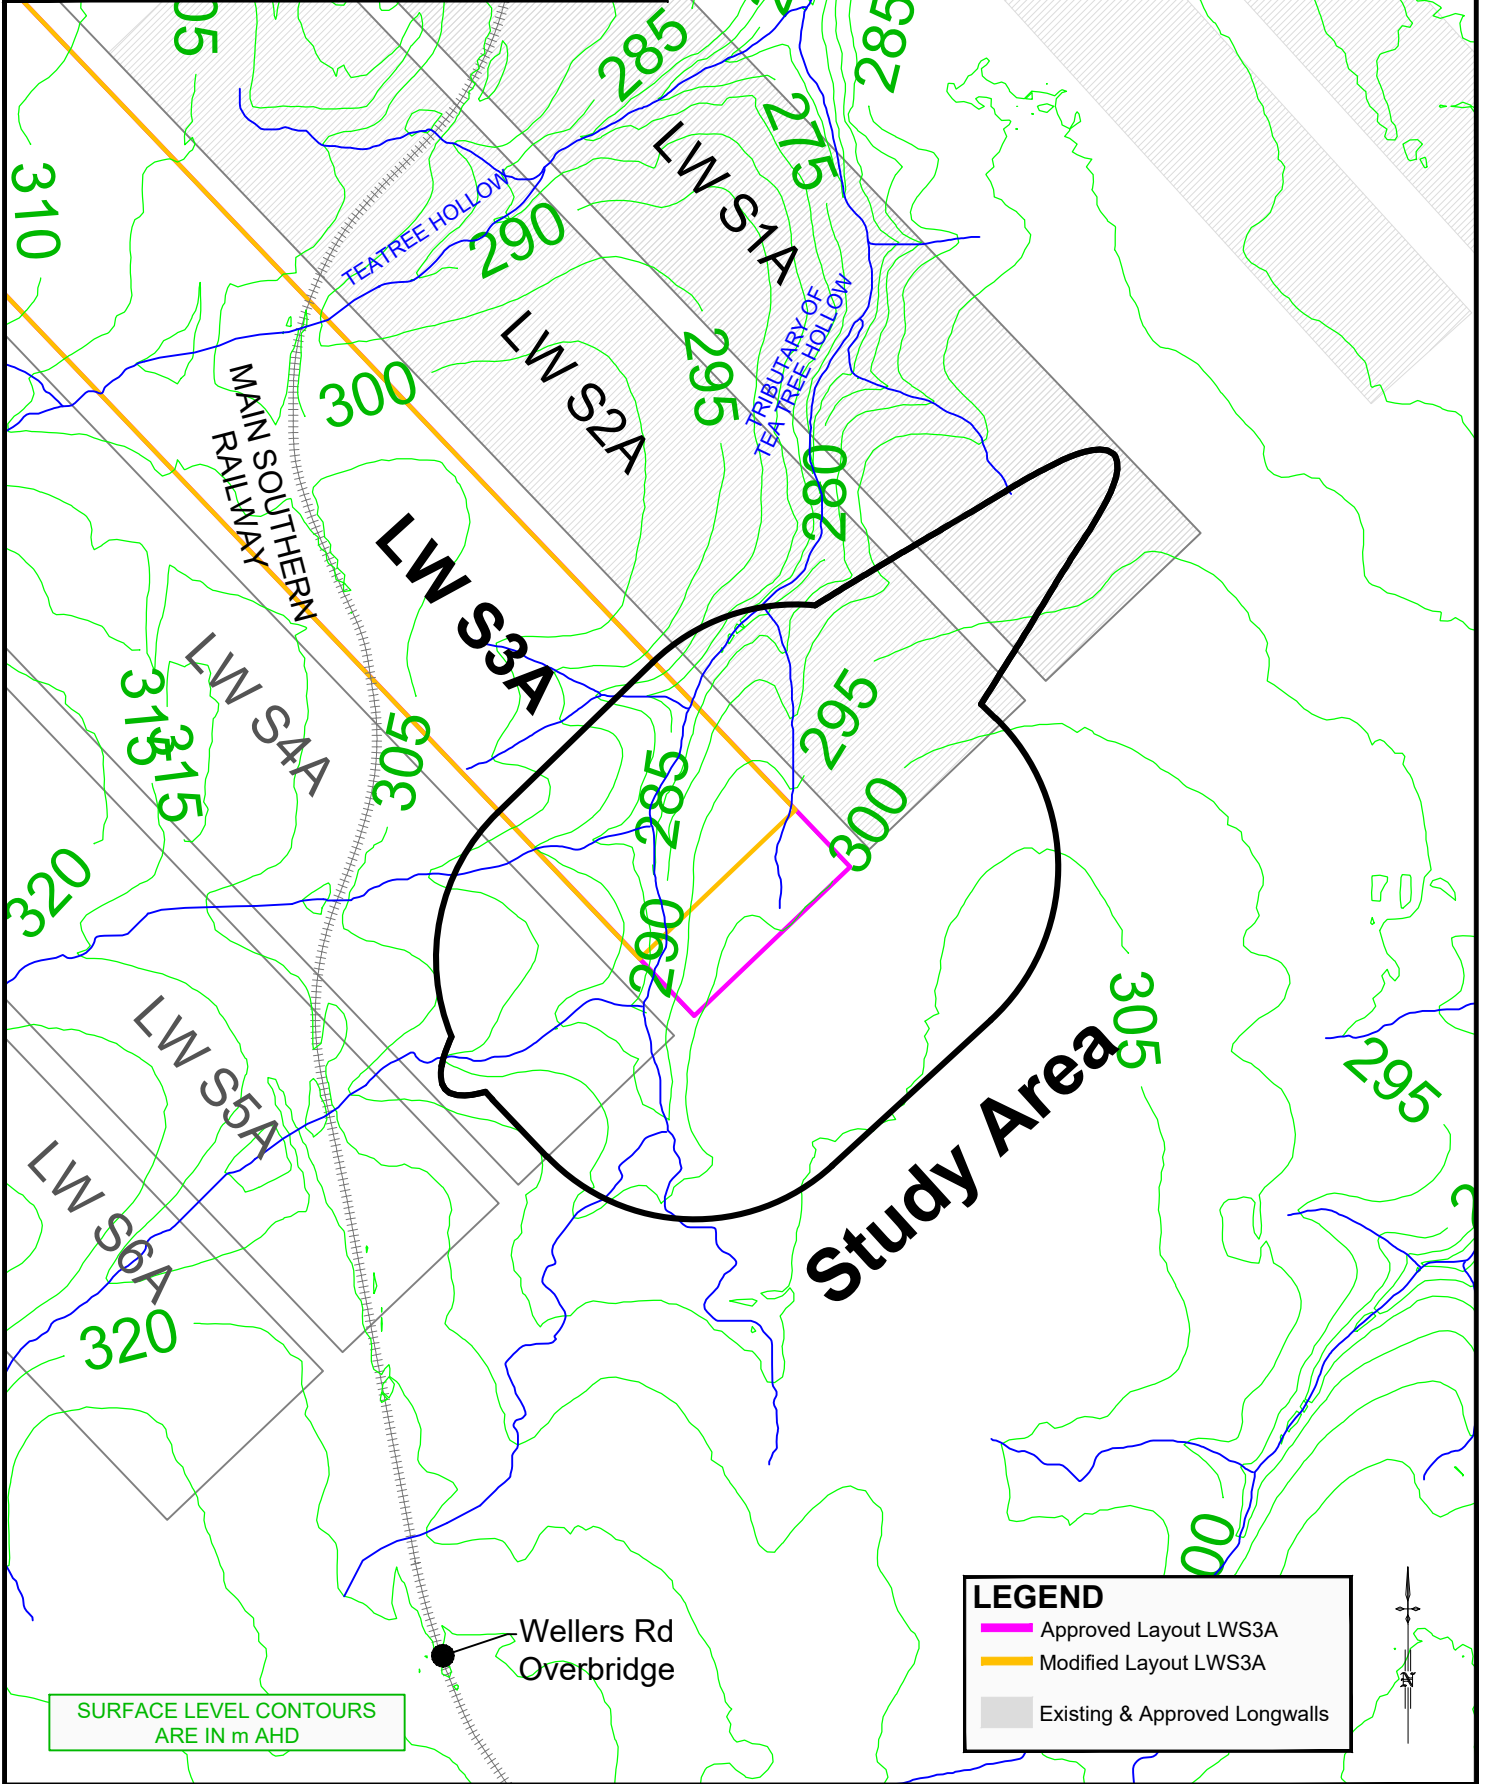 305
285
285
275
310
LW S1A
TEATREE HOLLOW
290
TRIBUTARY OF
TEA TREE HOLLOW
LW S2A
295
300
MAIN SOUTHERN
RAILWAY
280
LW S3A
LW S4A
315
315
305
295
285
300
320
290
LW S5A
305
Study Area
295
LW S6A
320
Wellers Rd
Overbridge
SURFACE LEVEL CONTOURS
ARE IN m AHD
LEGEND
Approved Layout LWS3A
Modified Layout LWS3A
Existing & Approved Longwalls
N